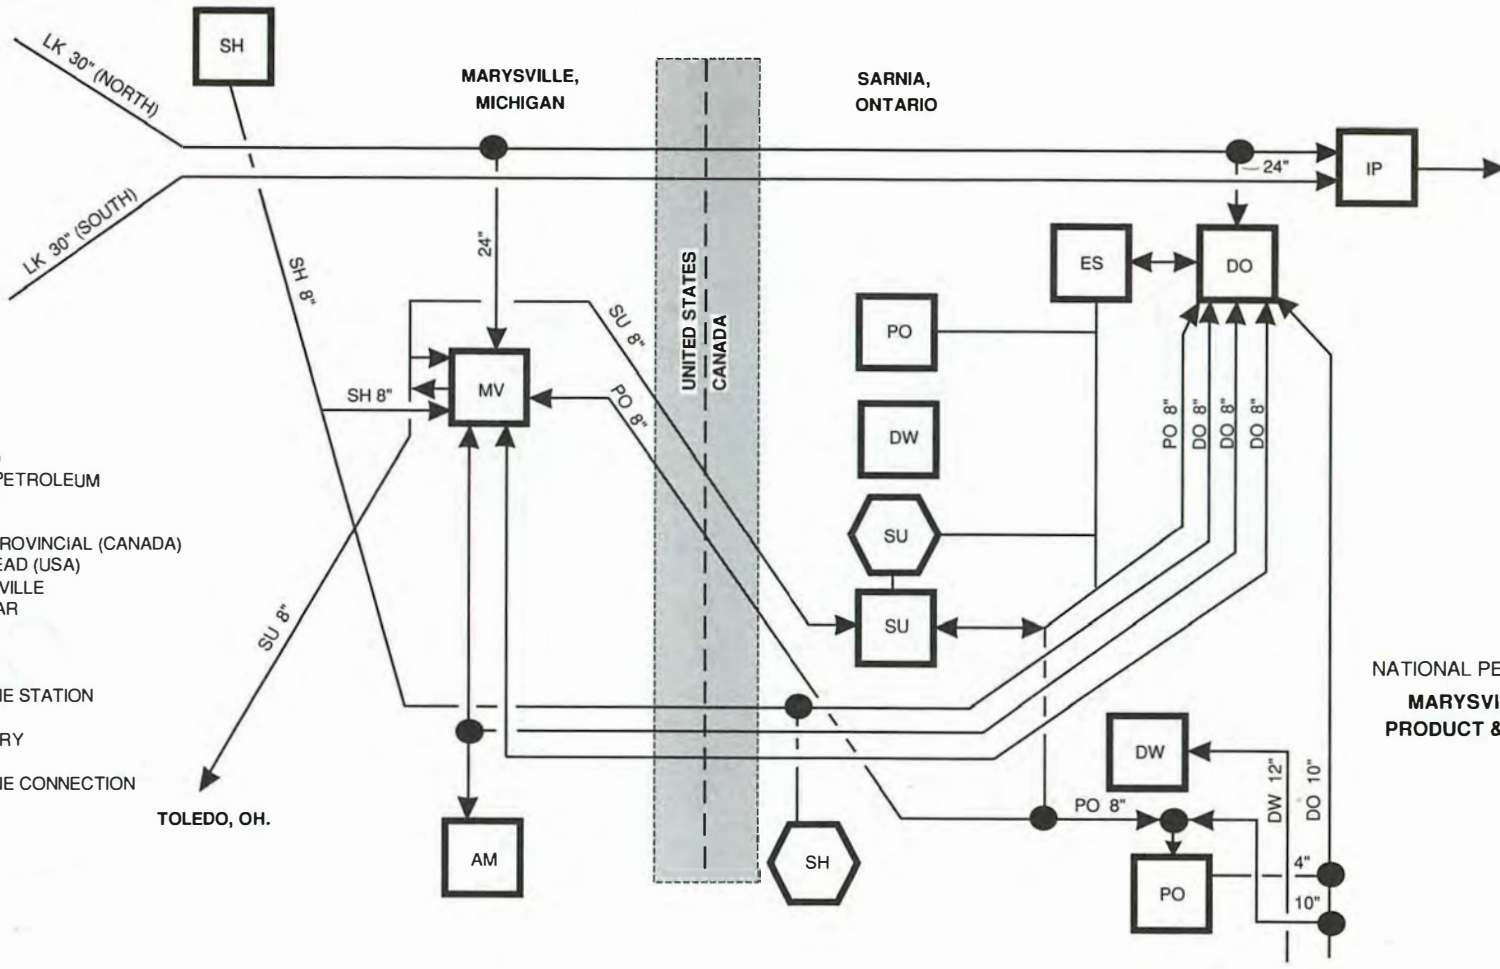 SH
LK 30" (NORTH)
MARYSVILLE,
MICHIGAN
SARNIA,
ONTARIO
24"
IP
LK 30" (SOUTH)
SH 8"
24"
ES
DO
UNITED STATES
CANADA
SU 8"
PO
MV
SH 8"
PO 8"
DW
PO 8"
DO 8"
DO 8"
DO 8"
PETROLEUM
SU
ROVINCIAL (CANADA)
EAD (USA)
VILLE
AR
SU 8"
SU
NE STATION
RY
NE CONNECTION
NATIONAL PE
MARYSVI
PRODUCT &
DW
DW 12"
DO 10"
TOLEDO, OH.
PO 8"
AM
SH
PO
4"
10"